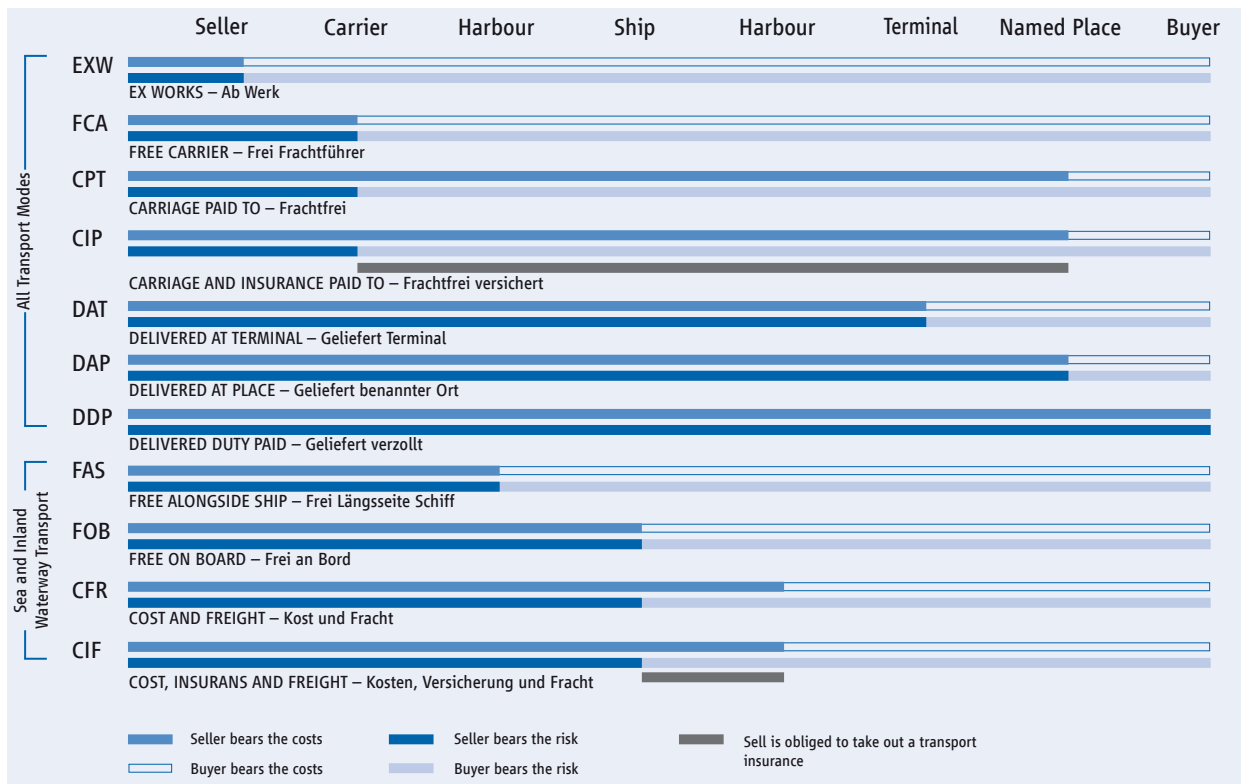 Seller Carrier Harbour Ship Harbour Terminal Named Place Buyer
All Transport Modes
EXW
EX WORKS – Ab Werk
FCA
FREE CARRIER – Frei Frachtführer
CPT
CARRIAGE PAID TO – Frachtfrei
CIP
CARRIAGE AND INSURANCE PAID TO – Frachtfrei versichert
DAT
DELIVERED AT TERMINAL – Geliefert Terminal
DAP
DELIVERED AT PLACE – Geliefert benannter Ort
DDP
DELIVERED DUTY PAID – Geliefert verzollt
Sea and Inland
Waterway Transport
FAS
FREE ALONGSIDE SHIP – Frei Längsseite Schiff
FOB
FREE ON BOARD – Frei an Bord
CFR
COST AND FREIGHT – Kost und Fracht
CIF
COST, INSURANS AND FREIGHT – Kosten, Versicherung und Fracht
Seller bears the costs
Buyer bears the costs
Seller bears the risk
Buyer bears the risk
Sell is obliged to take out a transport
insurance